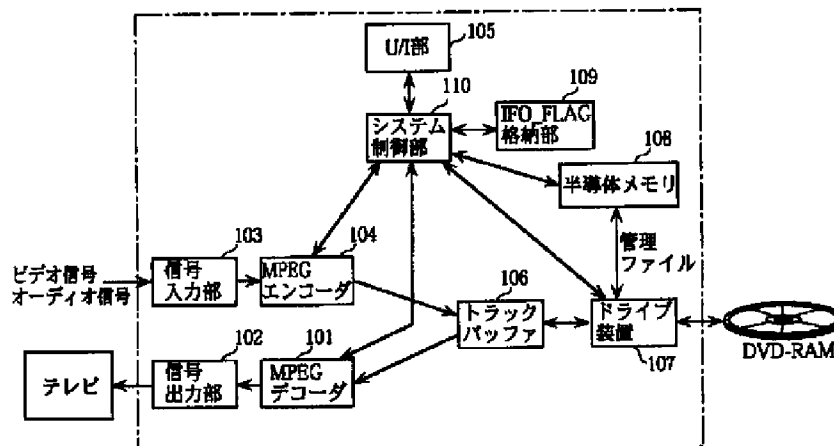 U/I部
105
110
システム
制御部
109
IFO_FLAG
格納部
108
半導体メモリ
管理
ファイル
103
104
ビデオ信号
オーディオ信号
信号
入力部
MPEG
エンコーダ
106
トラック
バッファ
ドライブ
装置
107
DVD-RAM
102
101
テレビ
信号
出力部
MPEG
デコーダ